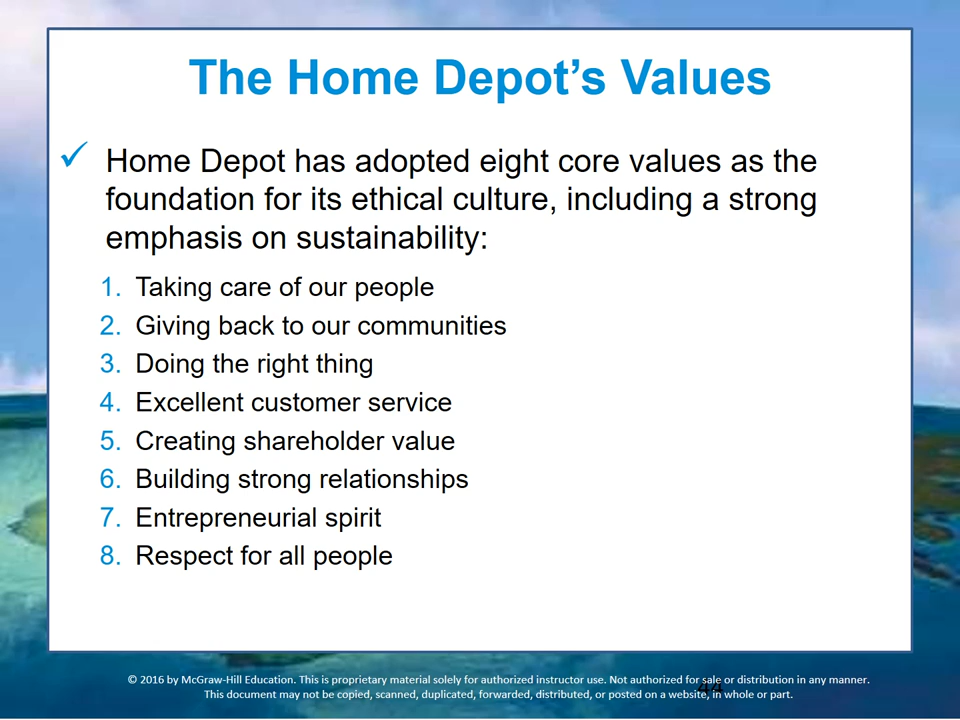 The Home Depot’s Values
✓ Home Depot has adopted eight core values as the
foundation for its ethical culture, including a strong
emphasis on sustainability:
1. Taking care of our people
2. Giving back to our communities
3. Doing the right thing
4. Excellent customer service
5. Creating shareholder value
6. Building strong relationships
7. Entrepreneurial spirit
8. Respect for all people
© 2016 by McGraw-Hill Education. This is proprietary material solely for authorized instructor use. Not authorized for sale or distribution in any manner.
This document may not be copied, scanned, duplicated, forwarded, distributed, or posted on a website, in whole or part.
44